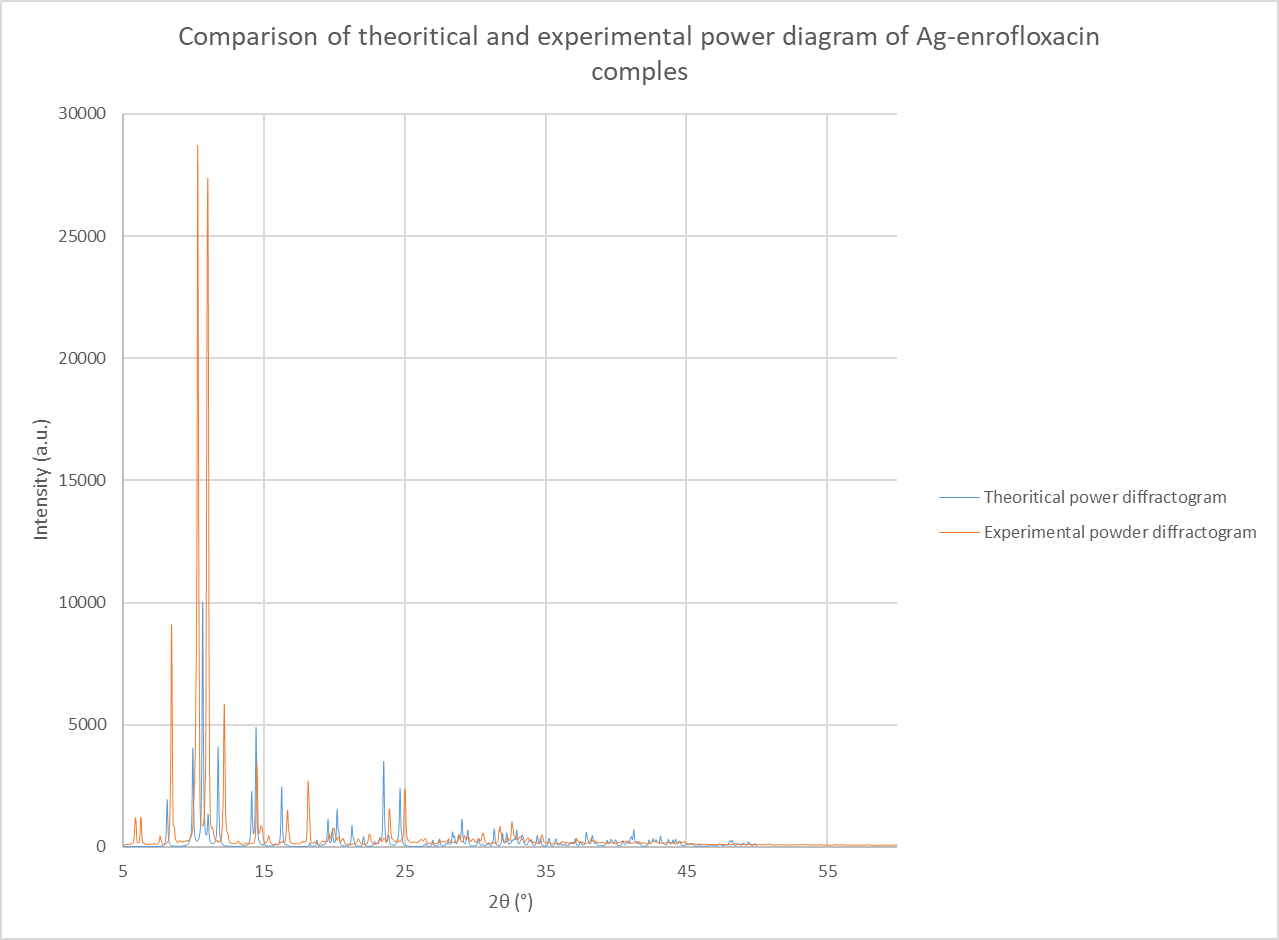 Comparison of theoritical and experimental power diagram of Ag-enrofloxacin
comples
30000
25000
20000
15000
10000
5000
0
Intensity (a.u.)
5 15 25 35 45 55
2θ (°)
Theoritical power diffractogram
Experimental powder diffractogram